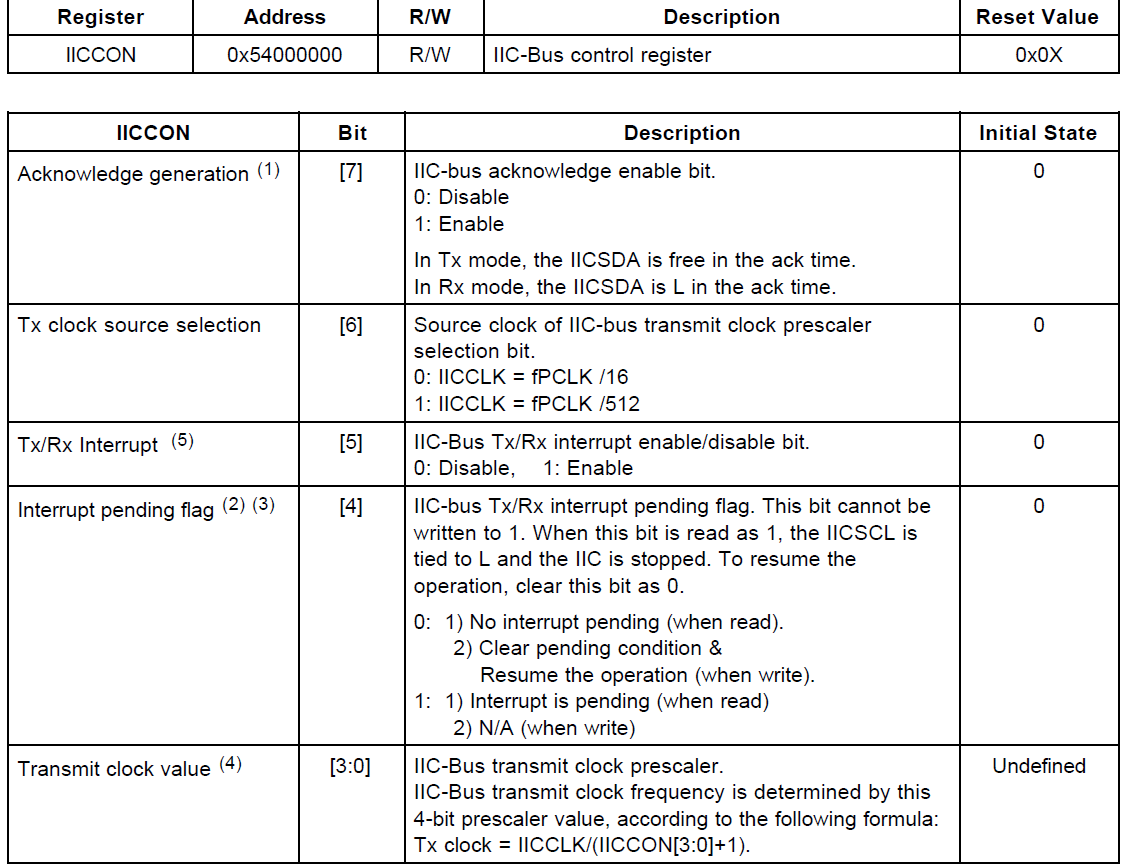 Register Address R/W Description Reset Value
IICCON 0x54000000 R/W IIC-Bus control register 0x0X
IICCON Bit Description Initial State
Acknowledge generation (1) [7] IIC-bus acknowledge enable bit. 0
0: Disable
1: Enable
In Tx mode, the IICSDA is free in the ack time.
In Rx mode, the IICSDA is L in the ack time.
Tx clock source selection [6] Source clock of IIC-bus transmit clock prescaler 0
selection bit.
0: IICCLK = fPCLK /16
1: IICCLK = fPCLK /512
Tx/Rx Interrupt (5) [5] IIC-Bus Tx/Rx interrupt enable/disable bit. 0
0: Disable, 1: Enable
Interrupt pending flag (2) (3) [4] IIC-bus Tx/Rx interrupt pending flag. This bit cannot be 0
written to 1. When this bit is read as 1, the IICSCL is
tied to L and the IIC is stopped. To resume the
operation, clear this bit as 0.
0: 1) No interrupt pending (when read).
2) Clear pending condition &
Resume the operation (when write).
1: 1) Interrupt is pending (when read)
2) N/A (when write)
Transmit clock value (4) [3:0] IIC-Bus transmit clock prescaler. Undefined
IIC-Bus transmit clock frequency is determined by this
4-bit prescaler value, according to the following formula:
Tx clock = IICCLK/(IICCON[3:0]+1).